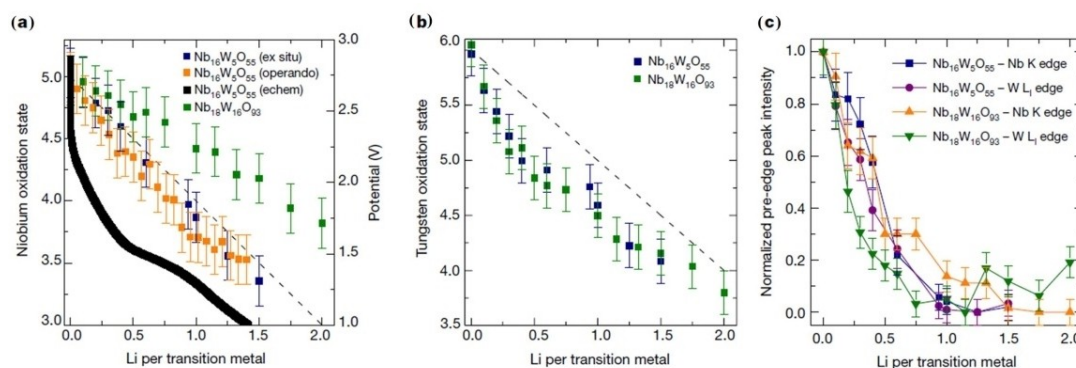 (a)
5.0
4.5
4.0
3.5
3.0
Niobium oxidation state
0.0 0.5 1.0 1.5 2.0
Li per transition metal
3.0
2.5
2.0
1.5
1.0
Potential (V)
Nb₁₆W₅O₅₅ (ex situ)
Nb₁₆W₅O₅₅ (operando)
Nb₁₆W₅O₅₅ (echem)
Nb₁₈W₁₆O₉₃
(b)
6.0
5.5
5.0
4.5
4.0
3.5
Tungsten oxidation state
0.0 0.5 1.0 1.5 2.0
Li per transition metal
Nb₁₆W₅O₅₅
Nb₁₈W₁₆O₉₃
(c)
1.0
0.8
0.6
0.4
0.2
0.0
Normalized pre-edge peak intensity
0.0 0.5 1.0 1.5 2.0
Li per transition metal
Nb₁₆W₅O₅₅ – Nb K edge
Nb₁₆W₅O₅₅ – W L₁ edge
Nb₁₈W₁₆O₉₃ – Nb K edge
Nb₁₈W₁₆O₉₃ – W L₁ edge